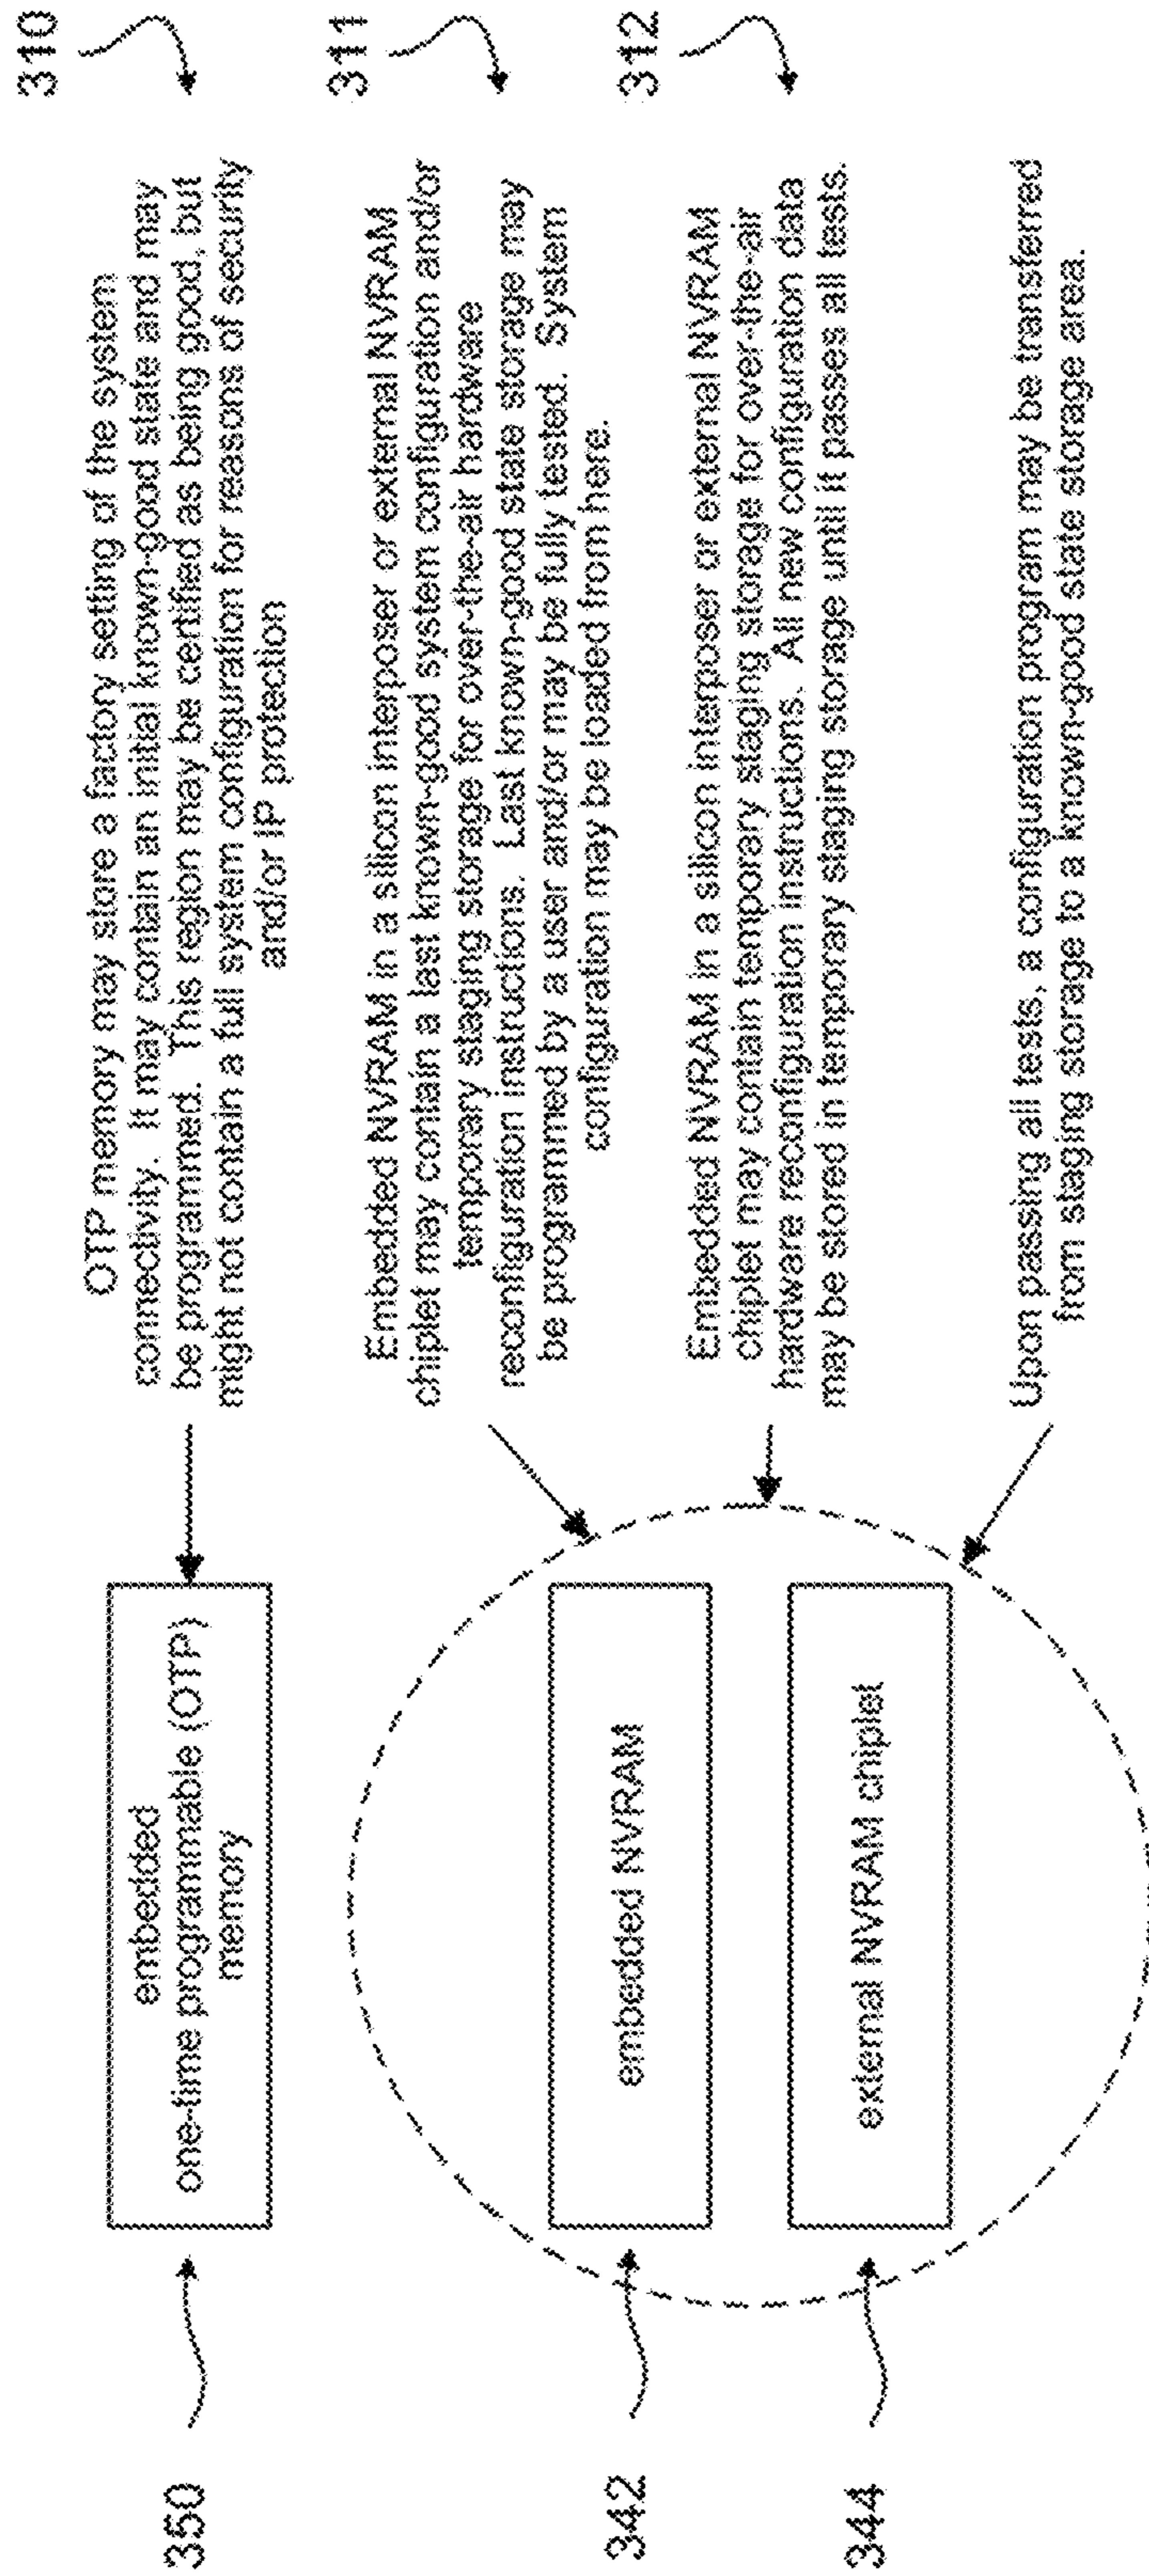 350
embedded
one-time programmable (OTP)
memory
OTP memory may store a factory setting of the system
connectivity. It may contain an initial known-good state and may
be programmed. This region may be certified as being good, but
might not contain a full system configuration for reasons of security
and/or IP protection
310
342
embedded NVRAM
Embedded NVRAM in a silicon interposer or external NVRAM
chiplet may contain a last known-good system configuration and/or
temporary staging storage for over-the-air hardware
reconfiguration instructions. Last known-good state storage may
be programmed by a user and/or may be fully tested. System
configuration may be loaded from here.
311
344
external NVRAM chiplet
Embedded NVRAM in a silicon interposer or external NVRAM
chiplet may contain temporary staging storage for over-the-air
hardware reconfiguration instructions. All new configuration data
may be stored in temporary staging storage until it passes all tests.
312
Upon passing all tests, a configuration program may be transferred
from staging storage to a known-good state storage area.